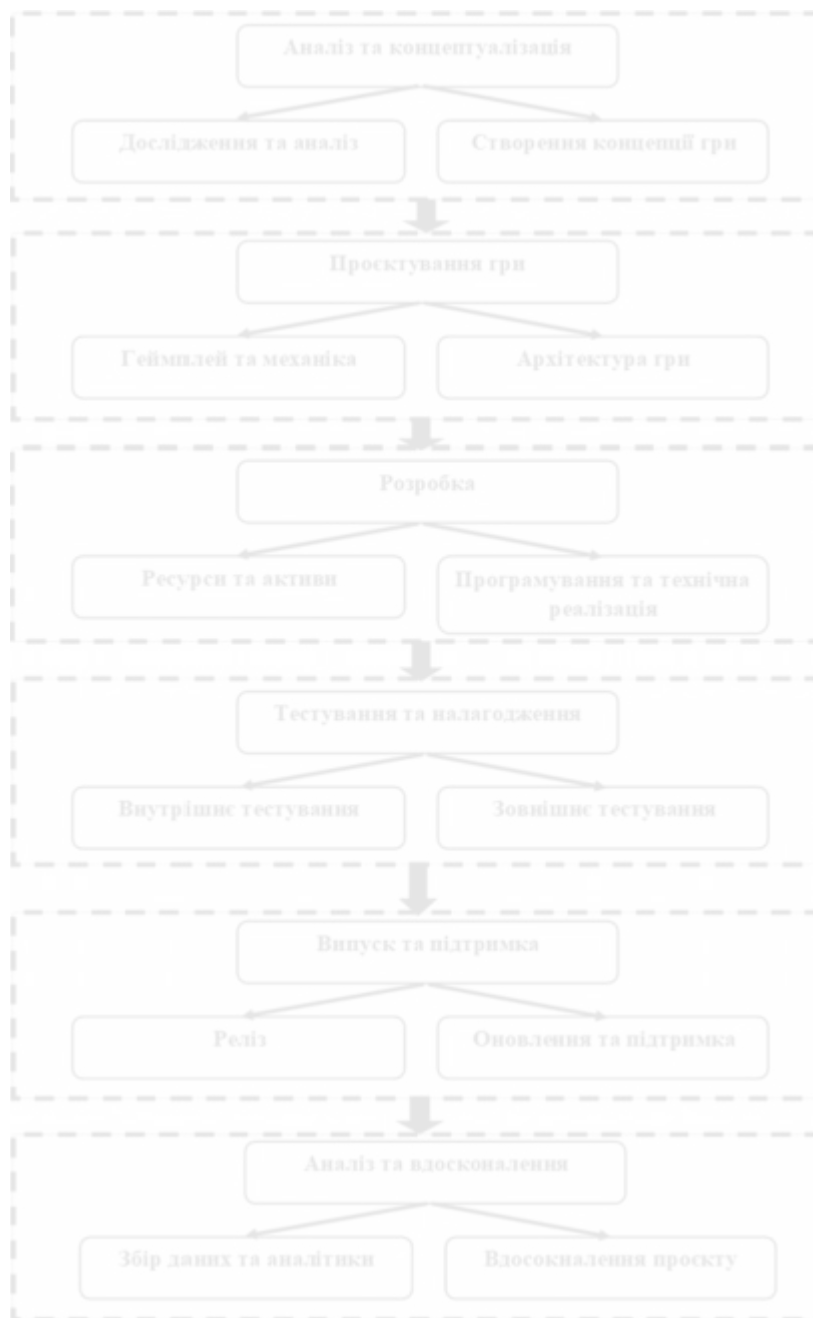 Аналіз та концептуалізація
Дослідження та аналіз
Створення концепції гри
Проєктування гри
Геймплей та механіка
Архітектура гри
Розробка
Ресурси та активи
Програмування та технічна
реалізація
Тестування та налагодження
Внутрішнє тестування
Зовнішнє тестування
Випуск та підтримка
Реліз
Оновлення та підтримка
Аналіз та вдосконалення
Збір даних та аналітики
Вдосокналення проєкту